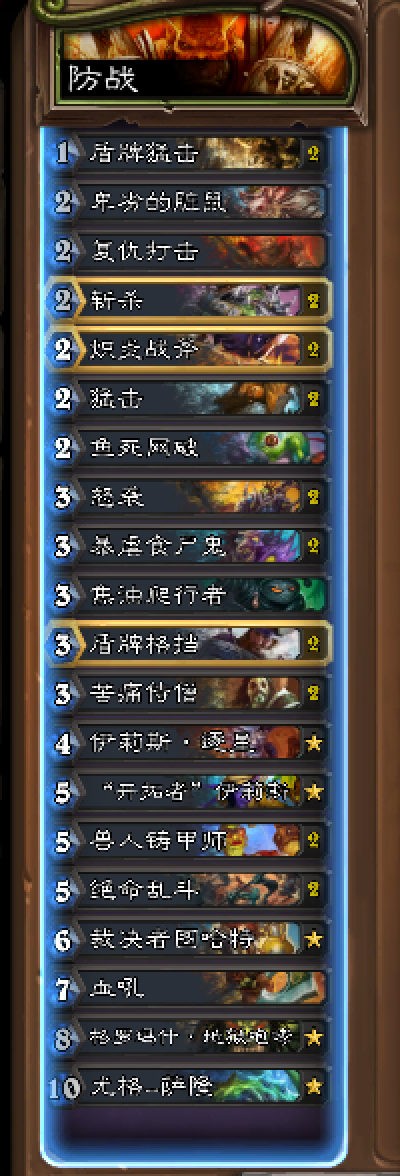 防战
1 盾牌猛击 2
2 卑劣的脏鼠
2 复仇打击
2 斩杀 2
2 炽炎战斧 2
2 猛击 2
2 鱼死网破
3 怒袭 2
3 暴虐食尸鬼 2
3 焦油爬行者
3 盾牌格挡 2
3 苦痛侍僧 2
4 伊莉斯·逐星
5 “开拓者”伊莉斯
5 兽人铸甲师 2
5 绝命乱斗 2
6 裁决者图哈特
7 血吼
8 格罗玛什·地狱咆哮
10 尤格-萨隆